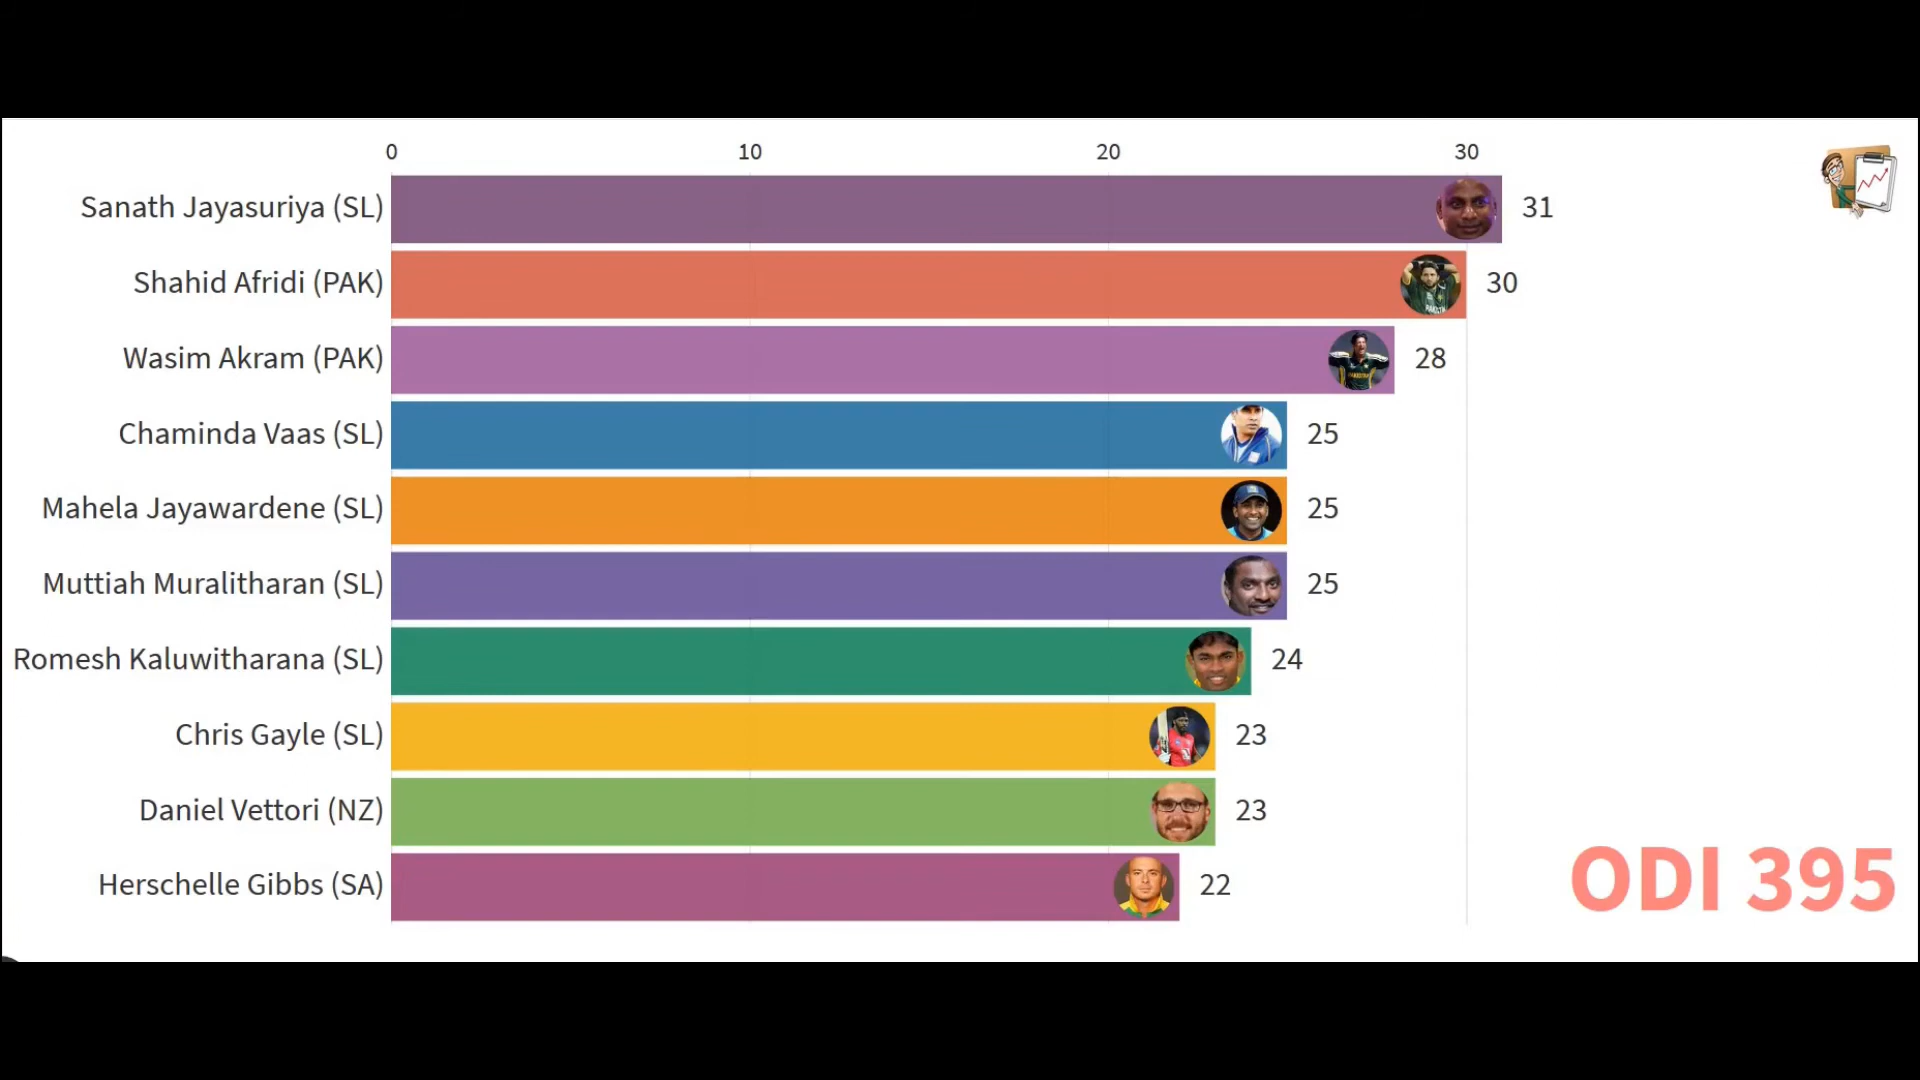 0 10 20 30
Sanath Jayasuriya (SL) 31
Shahid Afridi (PAK) 30
Wasim Akram (PAK) 28
Chaminda Vaas (SL) 25
Mahela Jayawardene (SL) 25
Muttiah Muralitharan (SL) 25
Romesh Kaluwitharana (SL) 24
Chris Gayle (SL) 23
Daniel Vettori (NZ) 23
Herschelle Gibbs (SA) 22
ODI 395